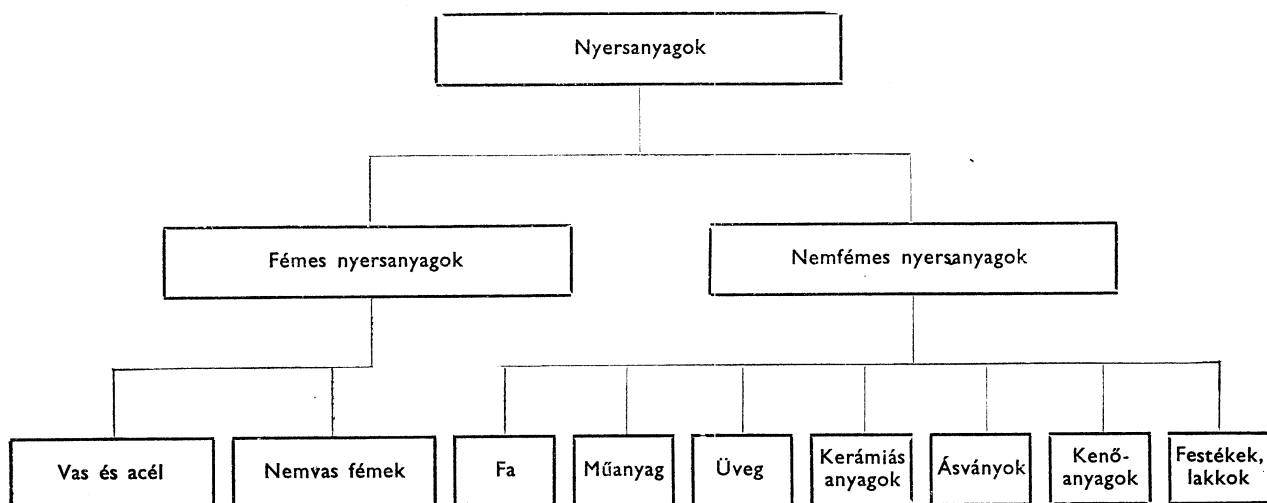 Nyersanyagok
Fémes nyersanyagok
Nemfémes nyersanyagok
Vas és acél
Nemvas fémek
Fa
Műanyag
Üveg
Kerámiás
anyagok
Ásványok
Kenő-
anyagok
Festékek,
lakkok